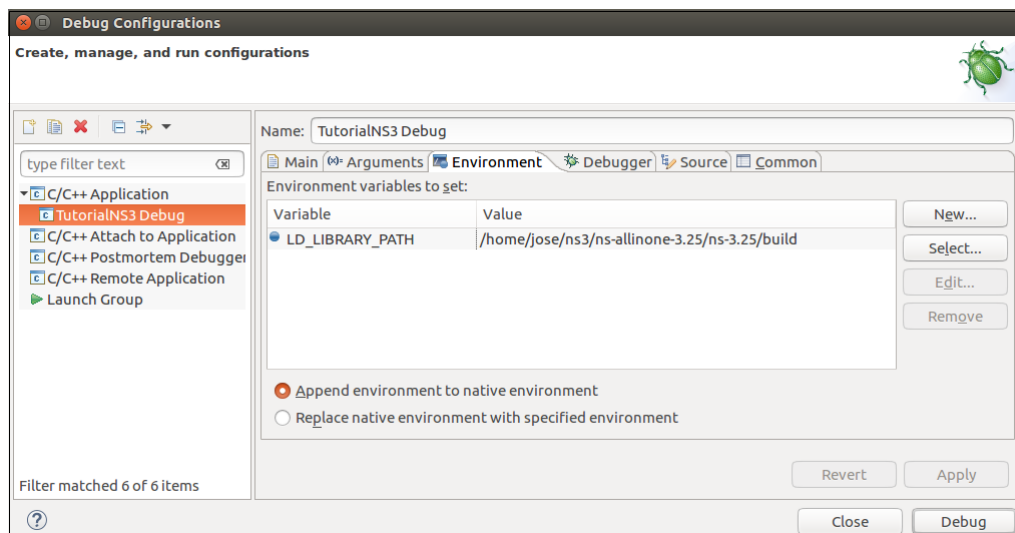 Debug Configurations
Create, manage, and run configurations
Name: TutorialNS3 Debug
type filter text
Main Arguments Environment Debugger Source Common
Environment variables to set:
C/C++ Application
TutorialNS3 Debug
C/C++ Attach to Application
C/C++ Postmortem Debugger
C/C++ Remote Application
Launch Group
Variable Value
LD_LIBRARY_PATH /home/jose/ns3/ns-allinone-3.25/ns-3.25/build
New...
Select...
Edit...
Remove
Append environment to native environment
Replace native environment with specified environment
Filter matched 6 of 6 items
Revert Apply
Close Debug